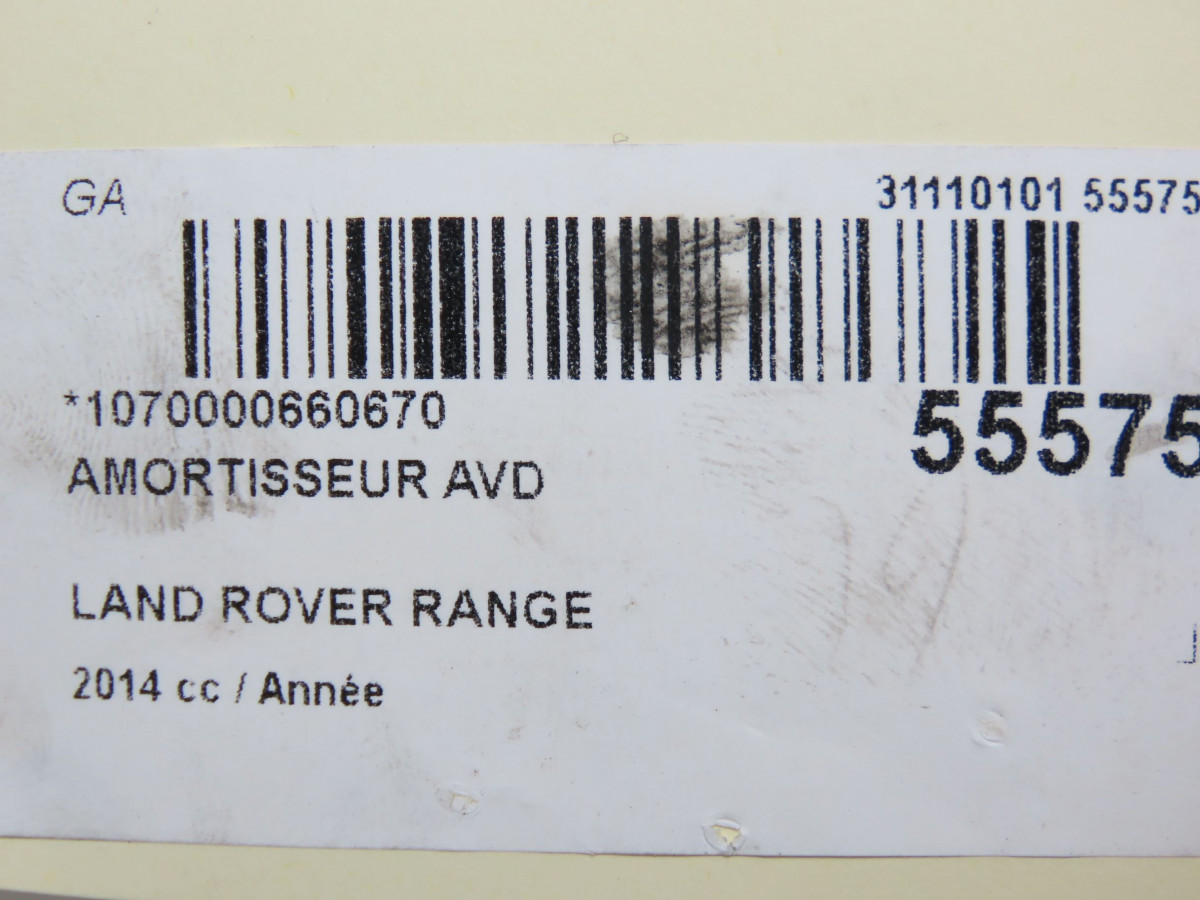 GA
31110101 55575
*1070000660670
55575
AMORTISSEUR AVD
LAND ROVER RANGE
2014 cc / Année